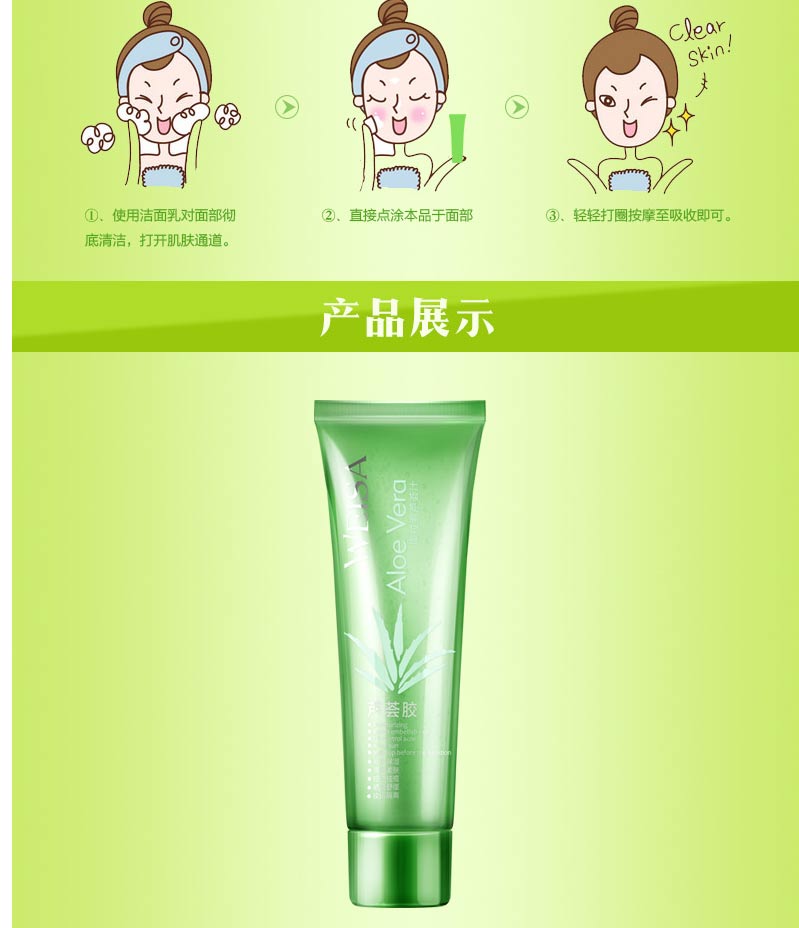 Clear
Skin!
①、使用洁面乳对面部彻
底清洁，打开肌肤通道。
②、直接点涂本品于面部
③、轻轻打圈按摩至吸收即可。
产品展示
WEISA
Aloe Vera
荟胶